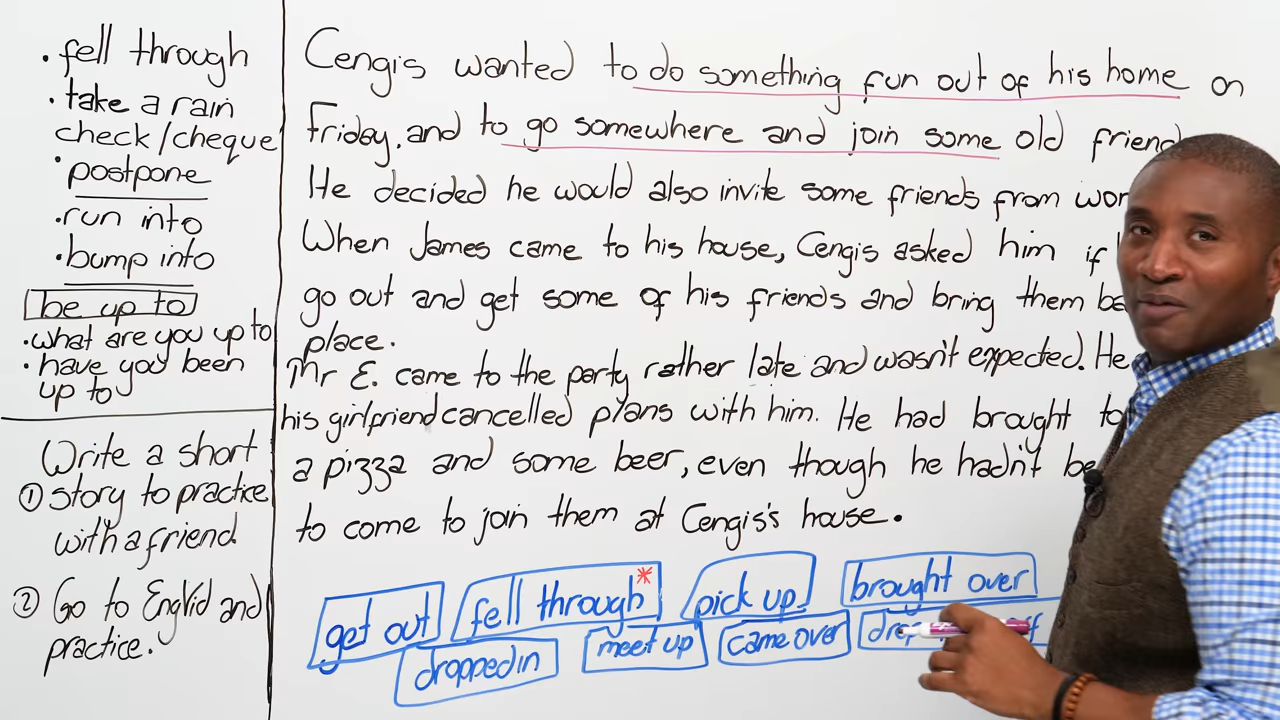 . fell through
. take a rain
check/cheque
. postpone
. run into
. bump into
be up to
. what are you up to
. have you been
up to
Write a short
① story to practice
with a friend.
② Go to EngVid and
practice.
Cengis wanted to do something fun out of his home on
Friday, and to go somewhere and join some old friend
He decided he would also invite some friends from
When James came to his house, Cengis asked him if
go out and get some of his friends and bring them
place.
Mr E. came to the party rather late and wasn't expected. He
his girlfriend cancelled plans with him. He had brought
a pizza and some beer, even though he hadn't
to come to join them at Cengis's house.
get out
fell through*
pick up
brought over
dropped in
meet up
came over